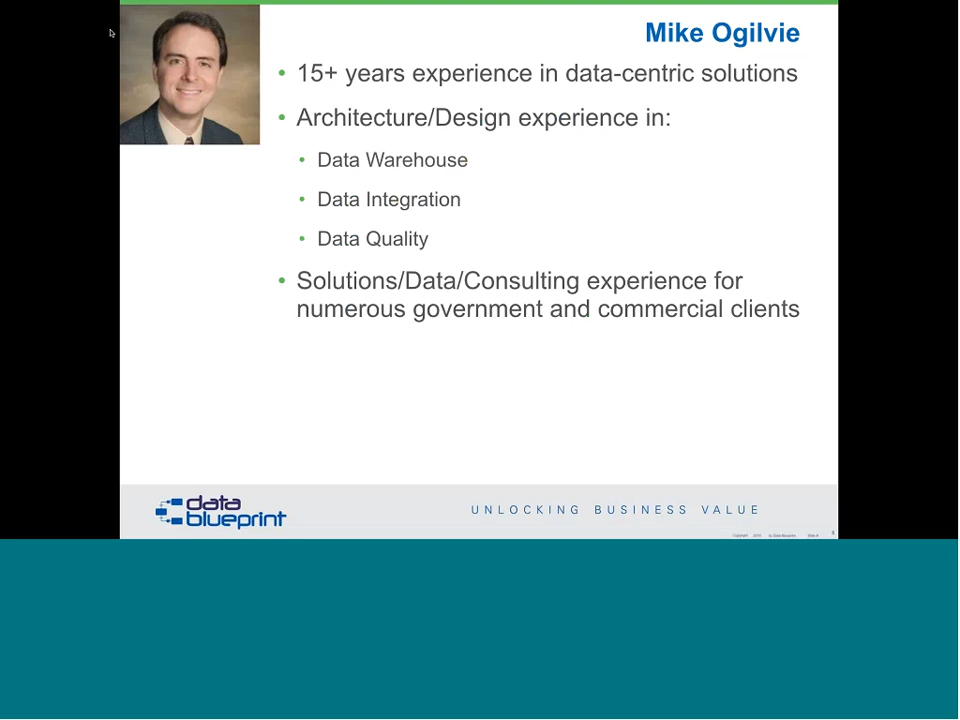 Mike Ogilvie
• 15+ years experience in data-centric solutions
• Architecture/Design experience in:
• Data Warehouse
• Data Integration
• Data Quality
• Solutions/Data/Consulting experience for
numerous government and commercial clients
data
blueprint
UNLOCKING BUSINESS VALUE